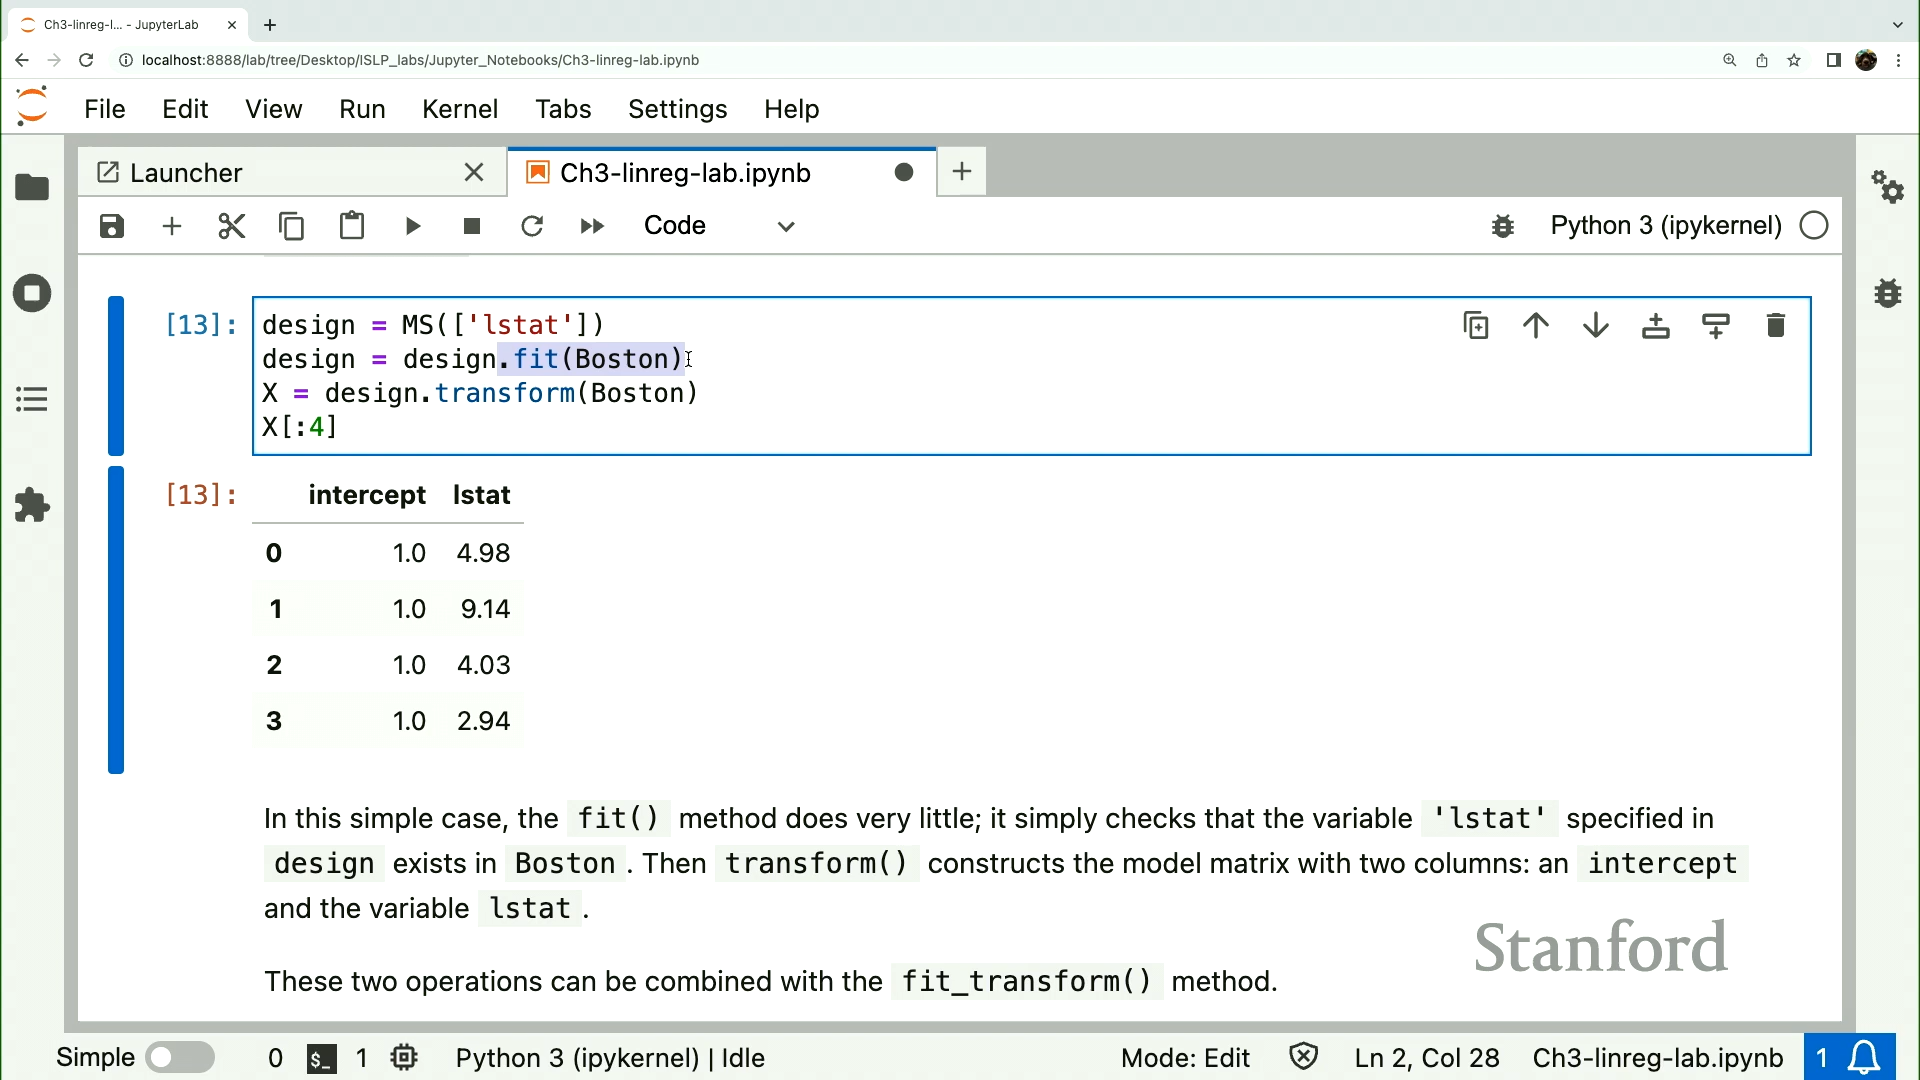 Ch3-linreg-l... - JupyterLab
localhost:8888/lab/tree/Desktop/ISLP_labs/Jupyter_Notebooks/Ch3-linreg-lab.ipynb
File Edit View Run Kernel Tabs Settings Help
Launcher
Ch3-linreg-lab.ipynb
Code
Python 3 (ipykernel)
[13]:
design = MS(['lstat'])
design = design.fit(Boston)
X = design.transform(Boston)
X[:4]
[13]:
intercept lstat
0 1.0 4.98
1 1.0 9.14
2 1.0 4.03
3 1.0 2.94
In this simple case, the fit() method does very little; it simply checks that the variable 'lstat' specified in
design exists in Boston . Then transform() constructs the model matrix with two columns: an intercept
and the variable lstat .
Stanford
These two operations can be combined with the fit_transform() method.
Simple 0 $_ 1 Python 3 (ipykernel) | Idle Mode: Edit Ln 2, Col 28 Ch3-linreg-lab.ipynb 1